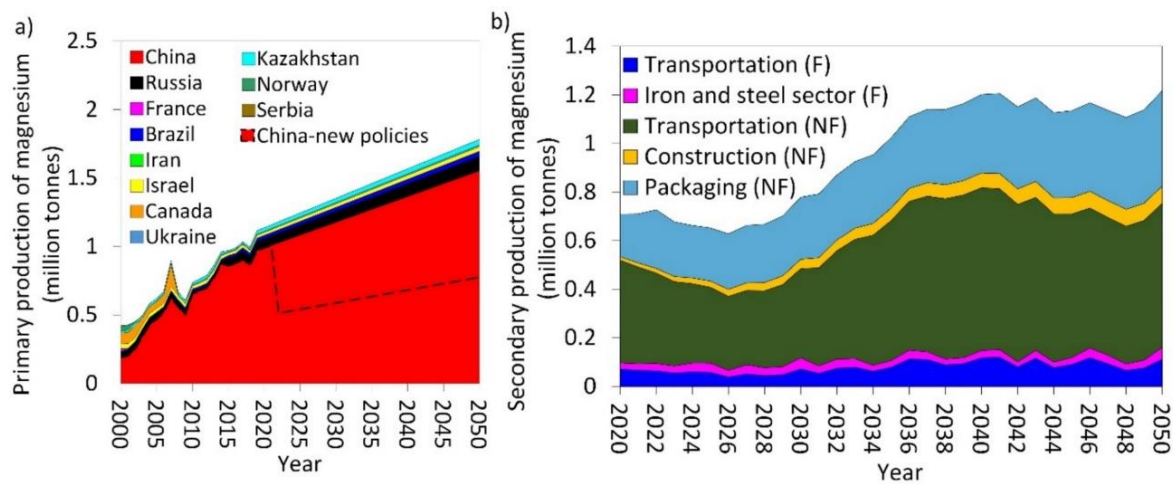 a)
Primary production of magnesium
(million tonnes)
2.5
2
1.5
1
0.5
0
China
Russia
France
Brazil
Iran
Israel
Canada
Ukraine
Kazakhstan
Norway
Serbia
China-new policies
2000
2005
2010
2015
2020
2025
2030
2035
2040
2045
2050
Year
b)
Secondary production of magnesium
(million tonnes)
1.4
1.2
1
0.8
0.6
0.4
0.2
0
Transportation (F)
Iron and steel sector (F)
Transportation (NF)
Construction (NF)
Packaging (NF)
2020
2022
2024
2026
2028
2030
2032
2034
2036
2038
2040
2042
2044
2046
2048
2050
Year